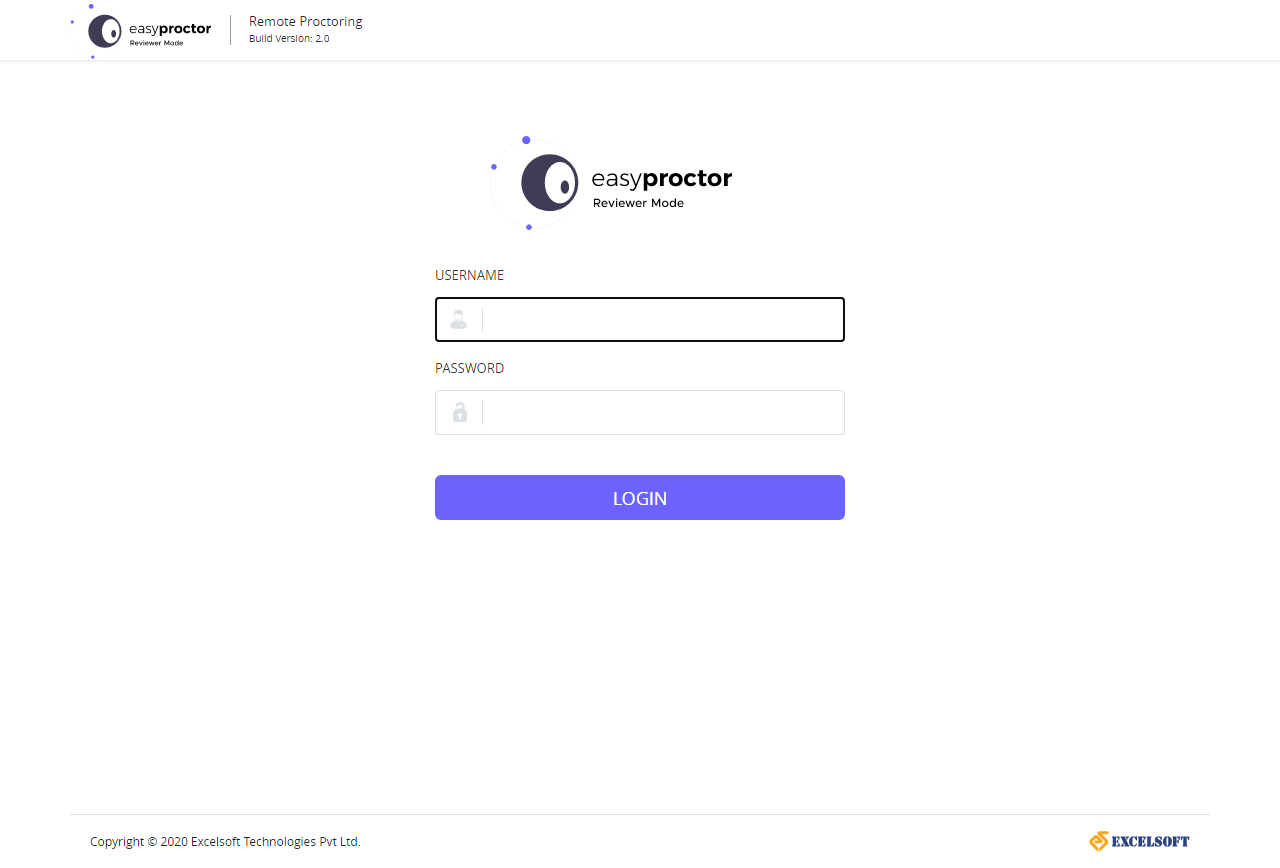 easyproctor
Reviewer Mode
Remote Proctoring
Build Version: 2.0
easyproctor
Reviewer Mode
USERNAME
PASSWORD
LOGIN
Copyright © 2020 Excelsoft Technologies Pvt Ltd.
EXCELSOFT